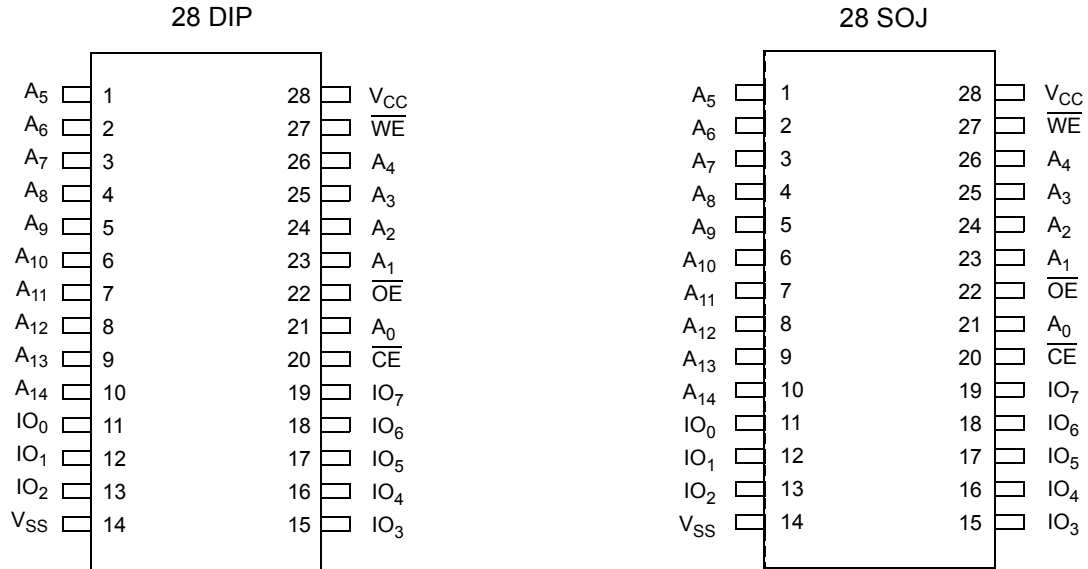 28 DIP
A5 1 28 VCC
A6 2 27 WE
A7 3 26 A4
A8 4 25 A3
A9 5 24 A2
A10 6 23 A1
A11 7 22 OE
A12 8 21 A0
A13 9 20 CE
A14 10 19 IO7
IO0 11 18 IO6
IO1 12 17 IO5
IO2 13 16 IO4
VSS 14 15 IO3
28 SOJ
A5 1 28 VCC
A6 2 27 WE
A7 3 26 A4
A8 4 25 A3
A9 5 24 A2
A10 6 23 A1
A11 7 22 OE
A12 8 21 A0
A13 9 20 CE
A14 10 19 IO7
IO0 11 18 IO6
IO1 12 17 IO5
IO2 13 16 IO4
VSS 14 15 IO3